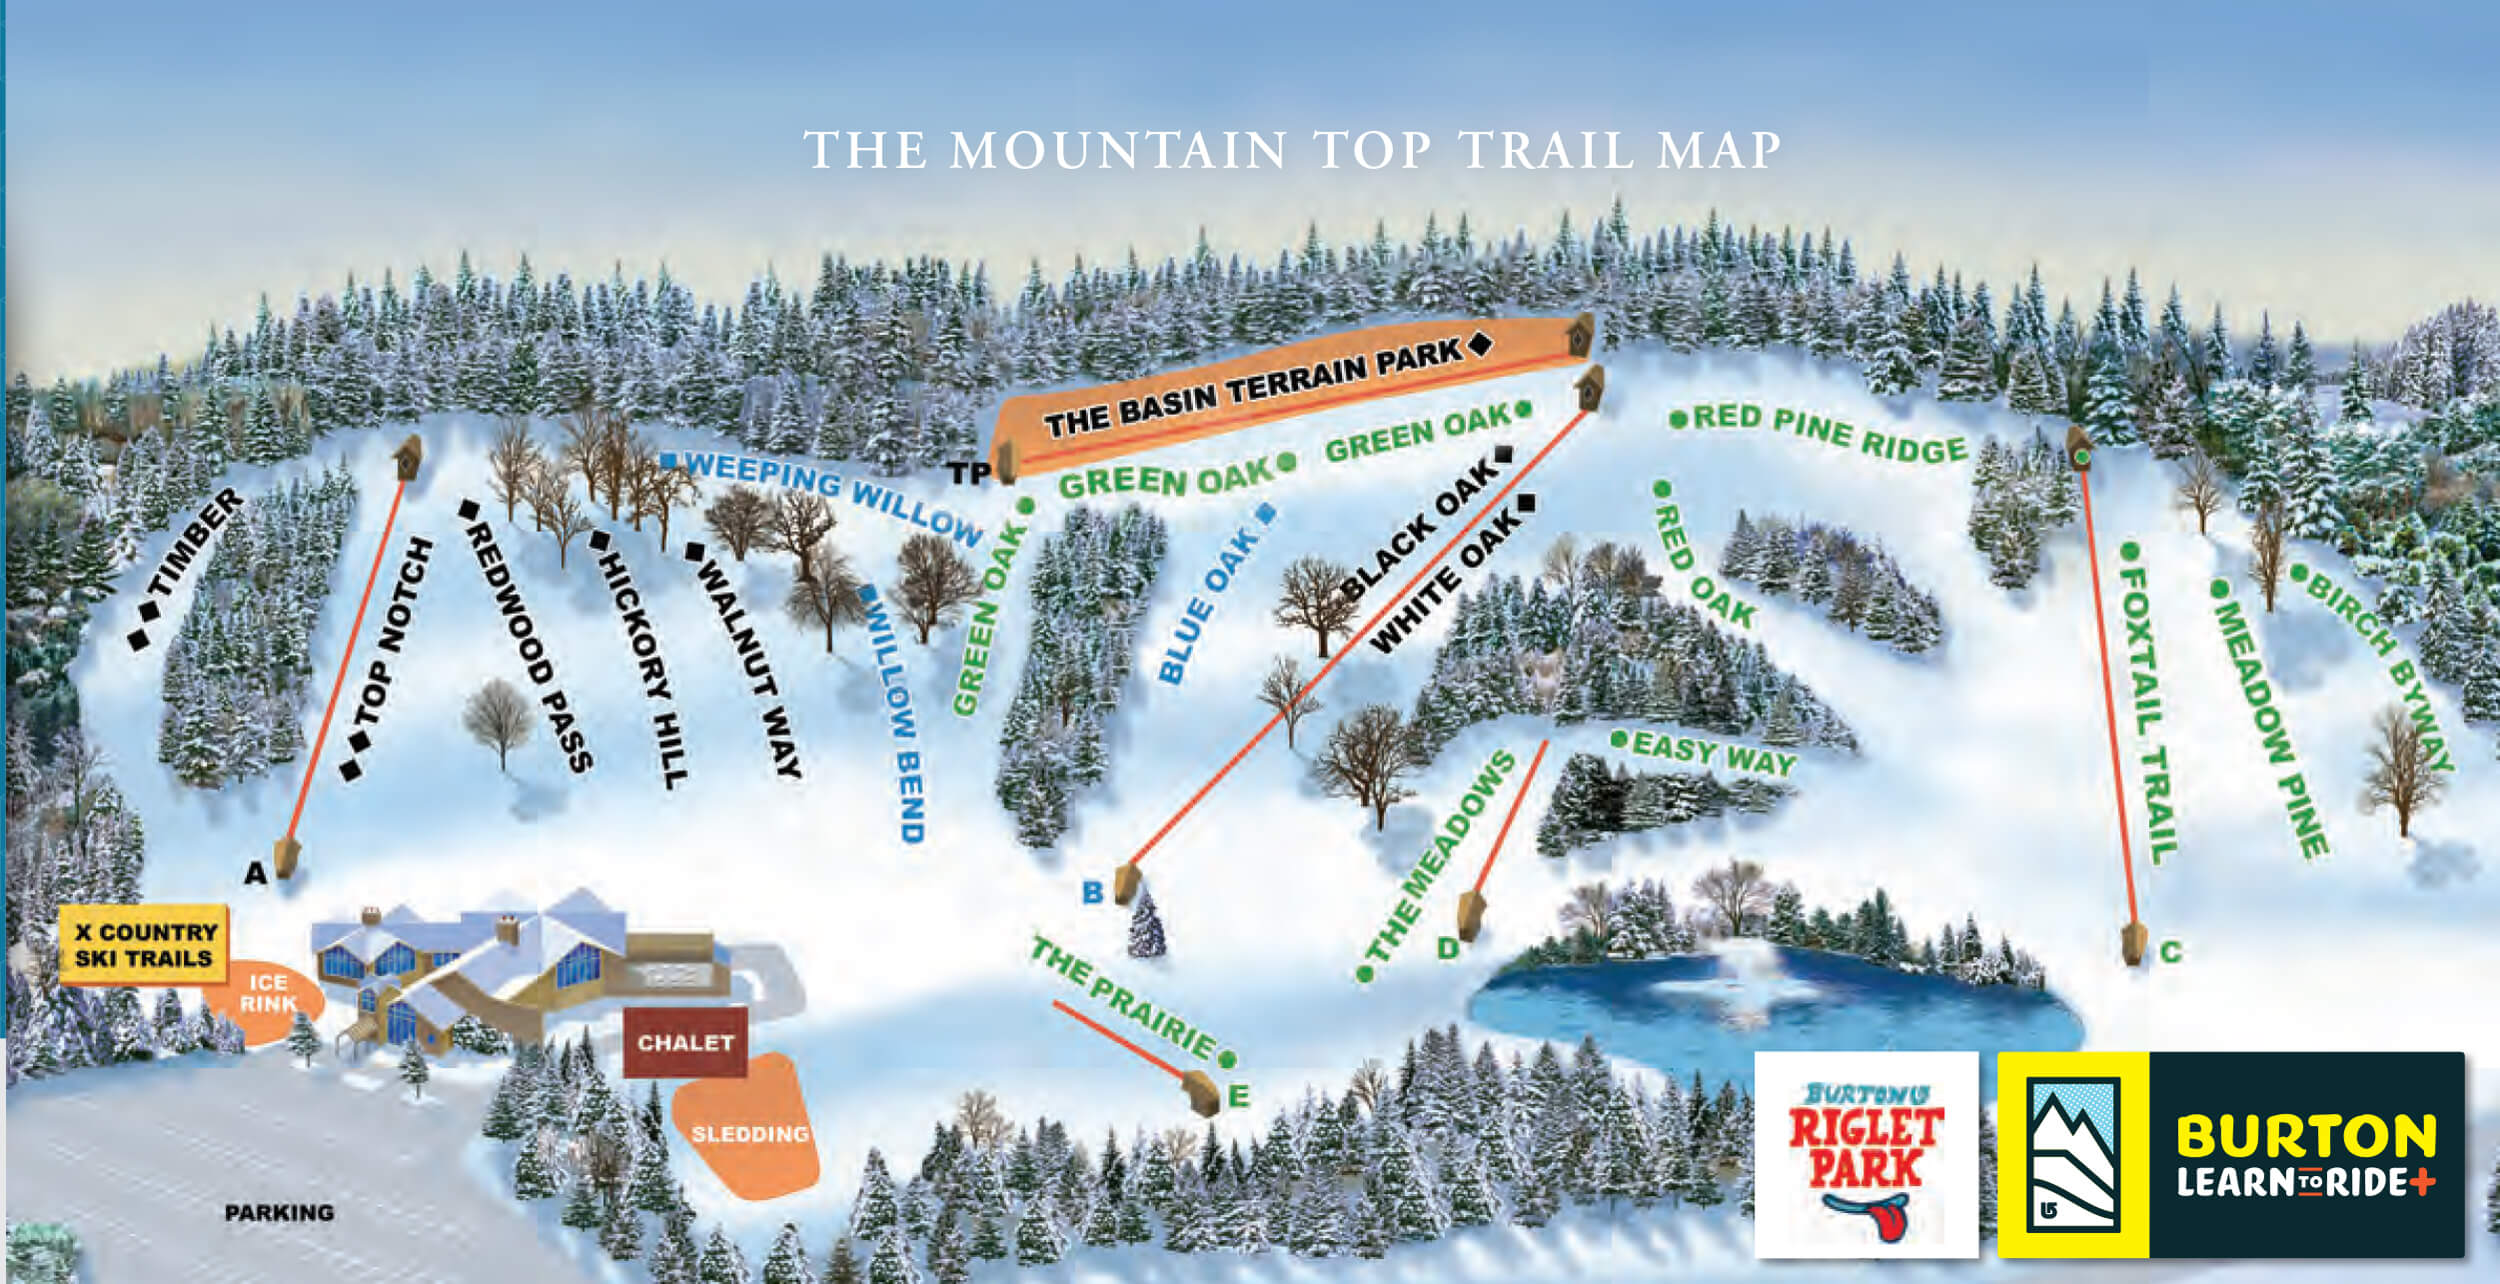 THE MOUNTAIN TOP TRAIL MAP
THE BASIN TERRAIN PARK
TP
GREEN OAK
GREEN OAK
GREEN OAK
RED PINE RIDGE
WEEPING WILLOW
TIMBER
TOP NOTCH
REDWOOD PASS
HICKORY HILL
WALNUT WAY
WILLOW BEND
BLUE OAK
BLACK OAK
WHITE OAK
RED OAK
EASY WAY
THE MEADOWS
FOXTAIL TRAIL
MEADOW PINE
BIRCH BYWAY
A
B
C
D
THE PRAIRIE
E
X COUNTRY
SKI TRAILS
ICE
RINK
CHALET
SLEDDING
PARKING
BURTON
RIGLET
PARK
BURTON
LEARN TO RIDE+